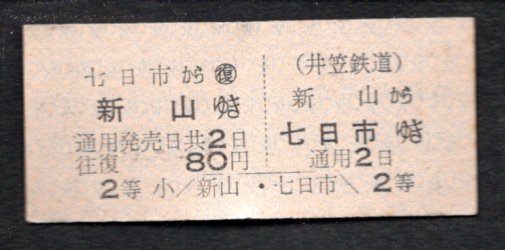 七日市から ㊝
新山ゆき
通用発売日共2日
往復 80円
2等 小／新山・七日市＼2等
（井笠鉄道）
新山から
七日市ゆき
通用2日